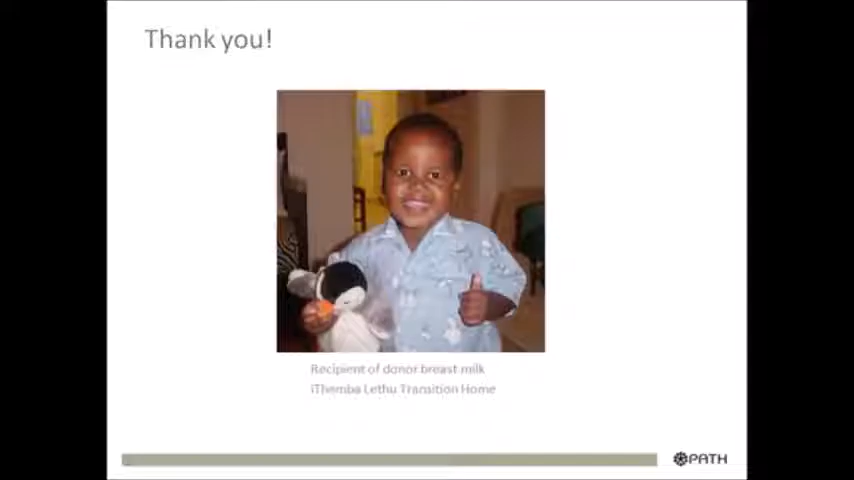 Thank you!
Recipient of donor breast milk
iThemba Lethu Transition Home
PATH